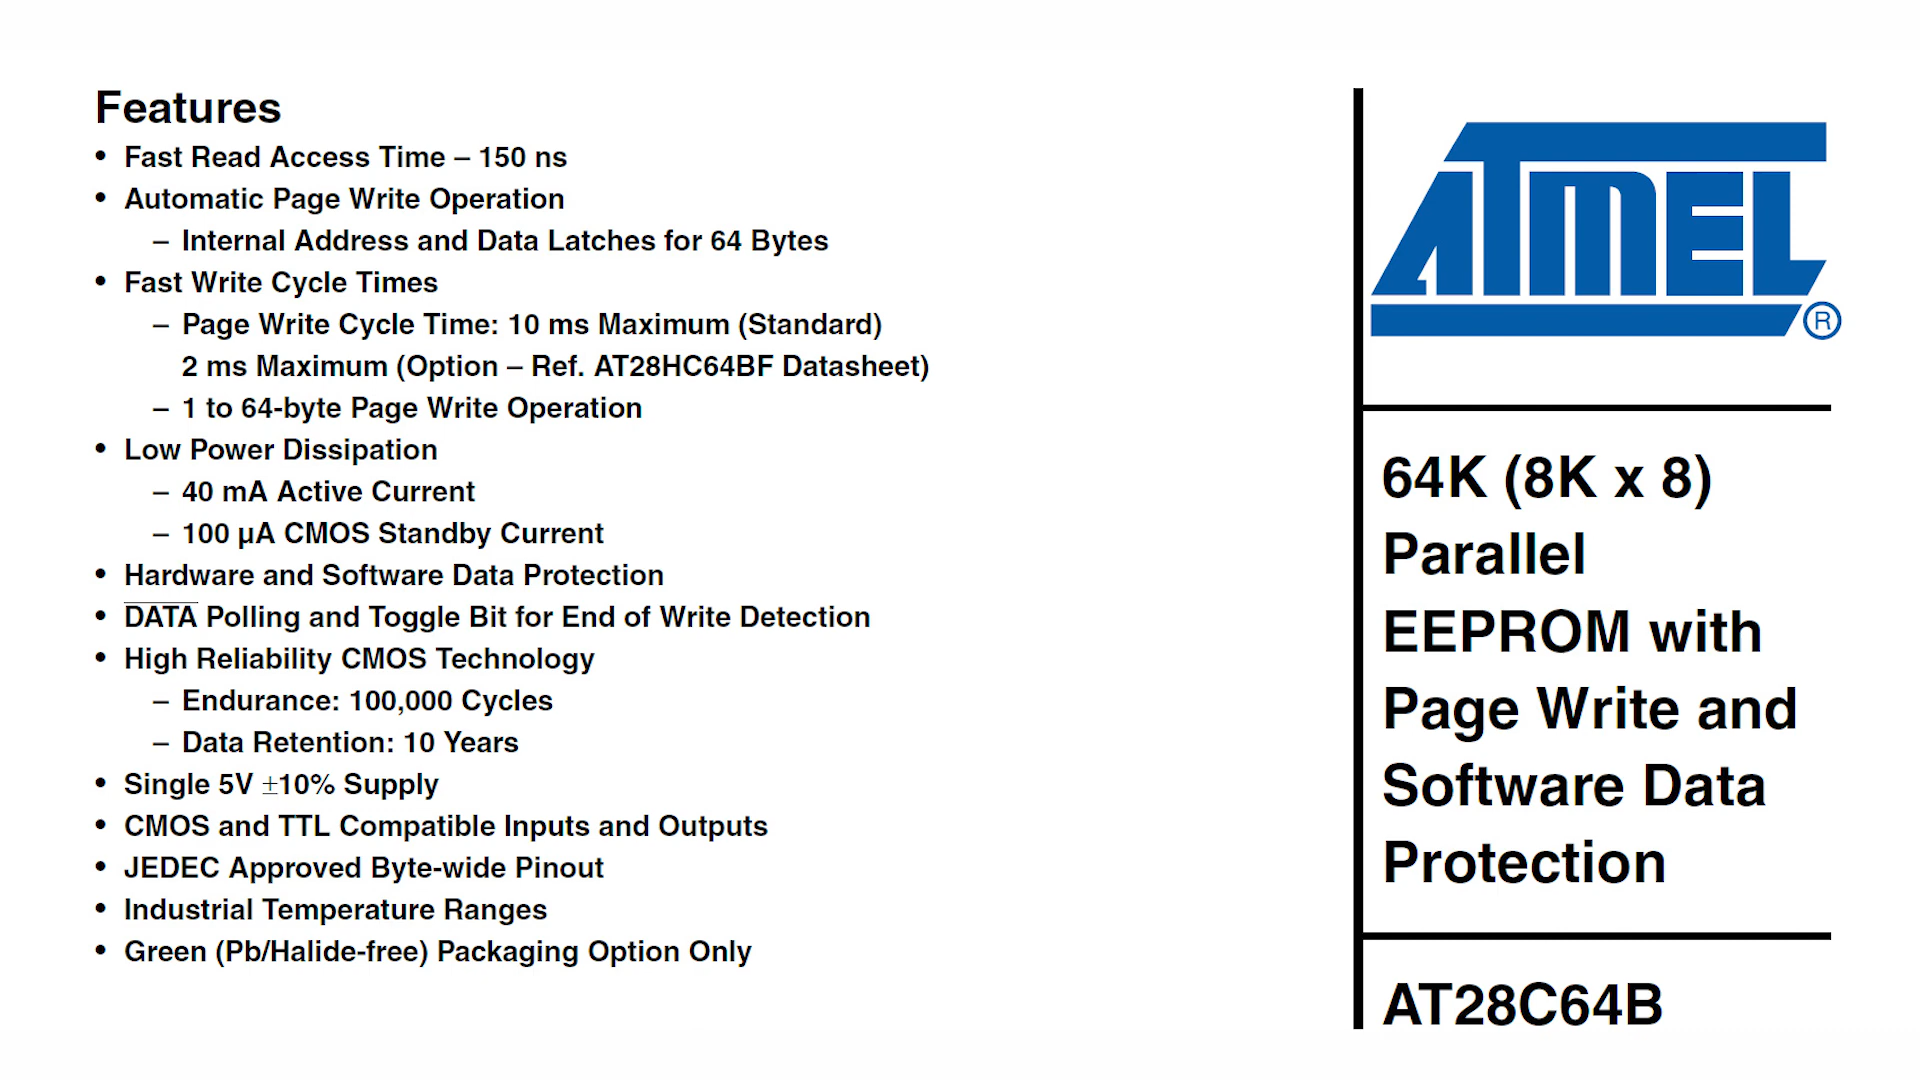 Features
• Fast Read Access Time – 150 ns
• Automatic Page Write Operation
– Internal Address and Data Latches for 64 Bytes
• Fast Write Cycle Times
– Page Write Cycle Time: 10 ms Maximum (Standard)
2 ms Maximum (Option – Ref. AT28HC64BF Datasheet)
– 1 to 64-byte Page Write Operation
• Low Power Dissipation
– 40 mA Active Current
– 100 µA CMOS Standby Current
• Hardware and Software Data Protection
• DATA Polling and Toggle Bit for End of Write Detection
• High Reliability CMOS Technology
– Endurance: 100,000 Cycles
– Data Retention: 10 Years
• Single 5V ±10% Supply
• CMOS and TTL Compatible Inputs and Outputs
• JEDEC Approved Byte-wide Pinout
• Industrial Temperature Ranges
• Green (Pb/Halide-free) Packaging Option Only
ATMEL®
64K (8K x 8)
Parallel
EEPROM with
Page Write and
Software Data
Protection
AT28C64B